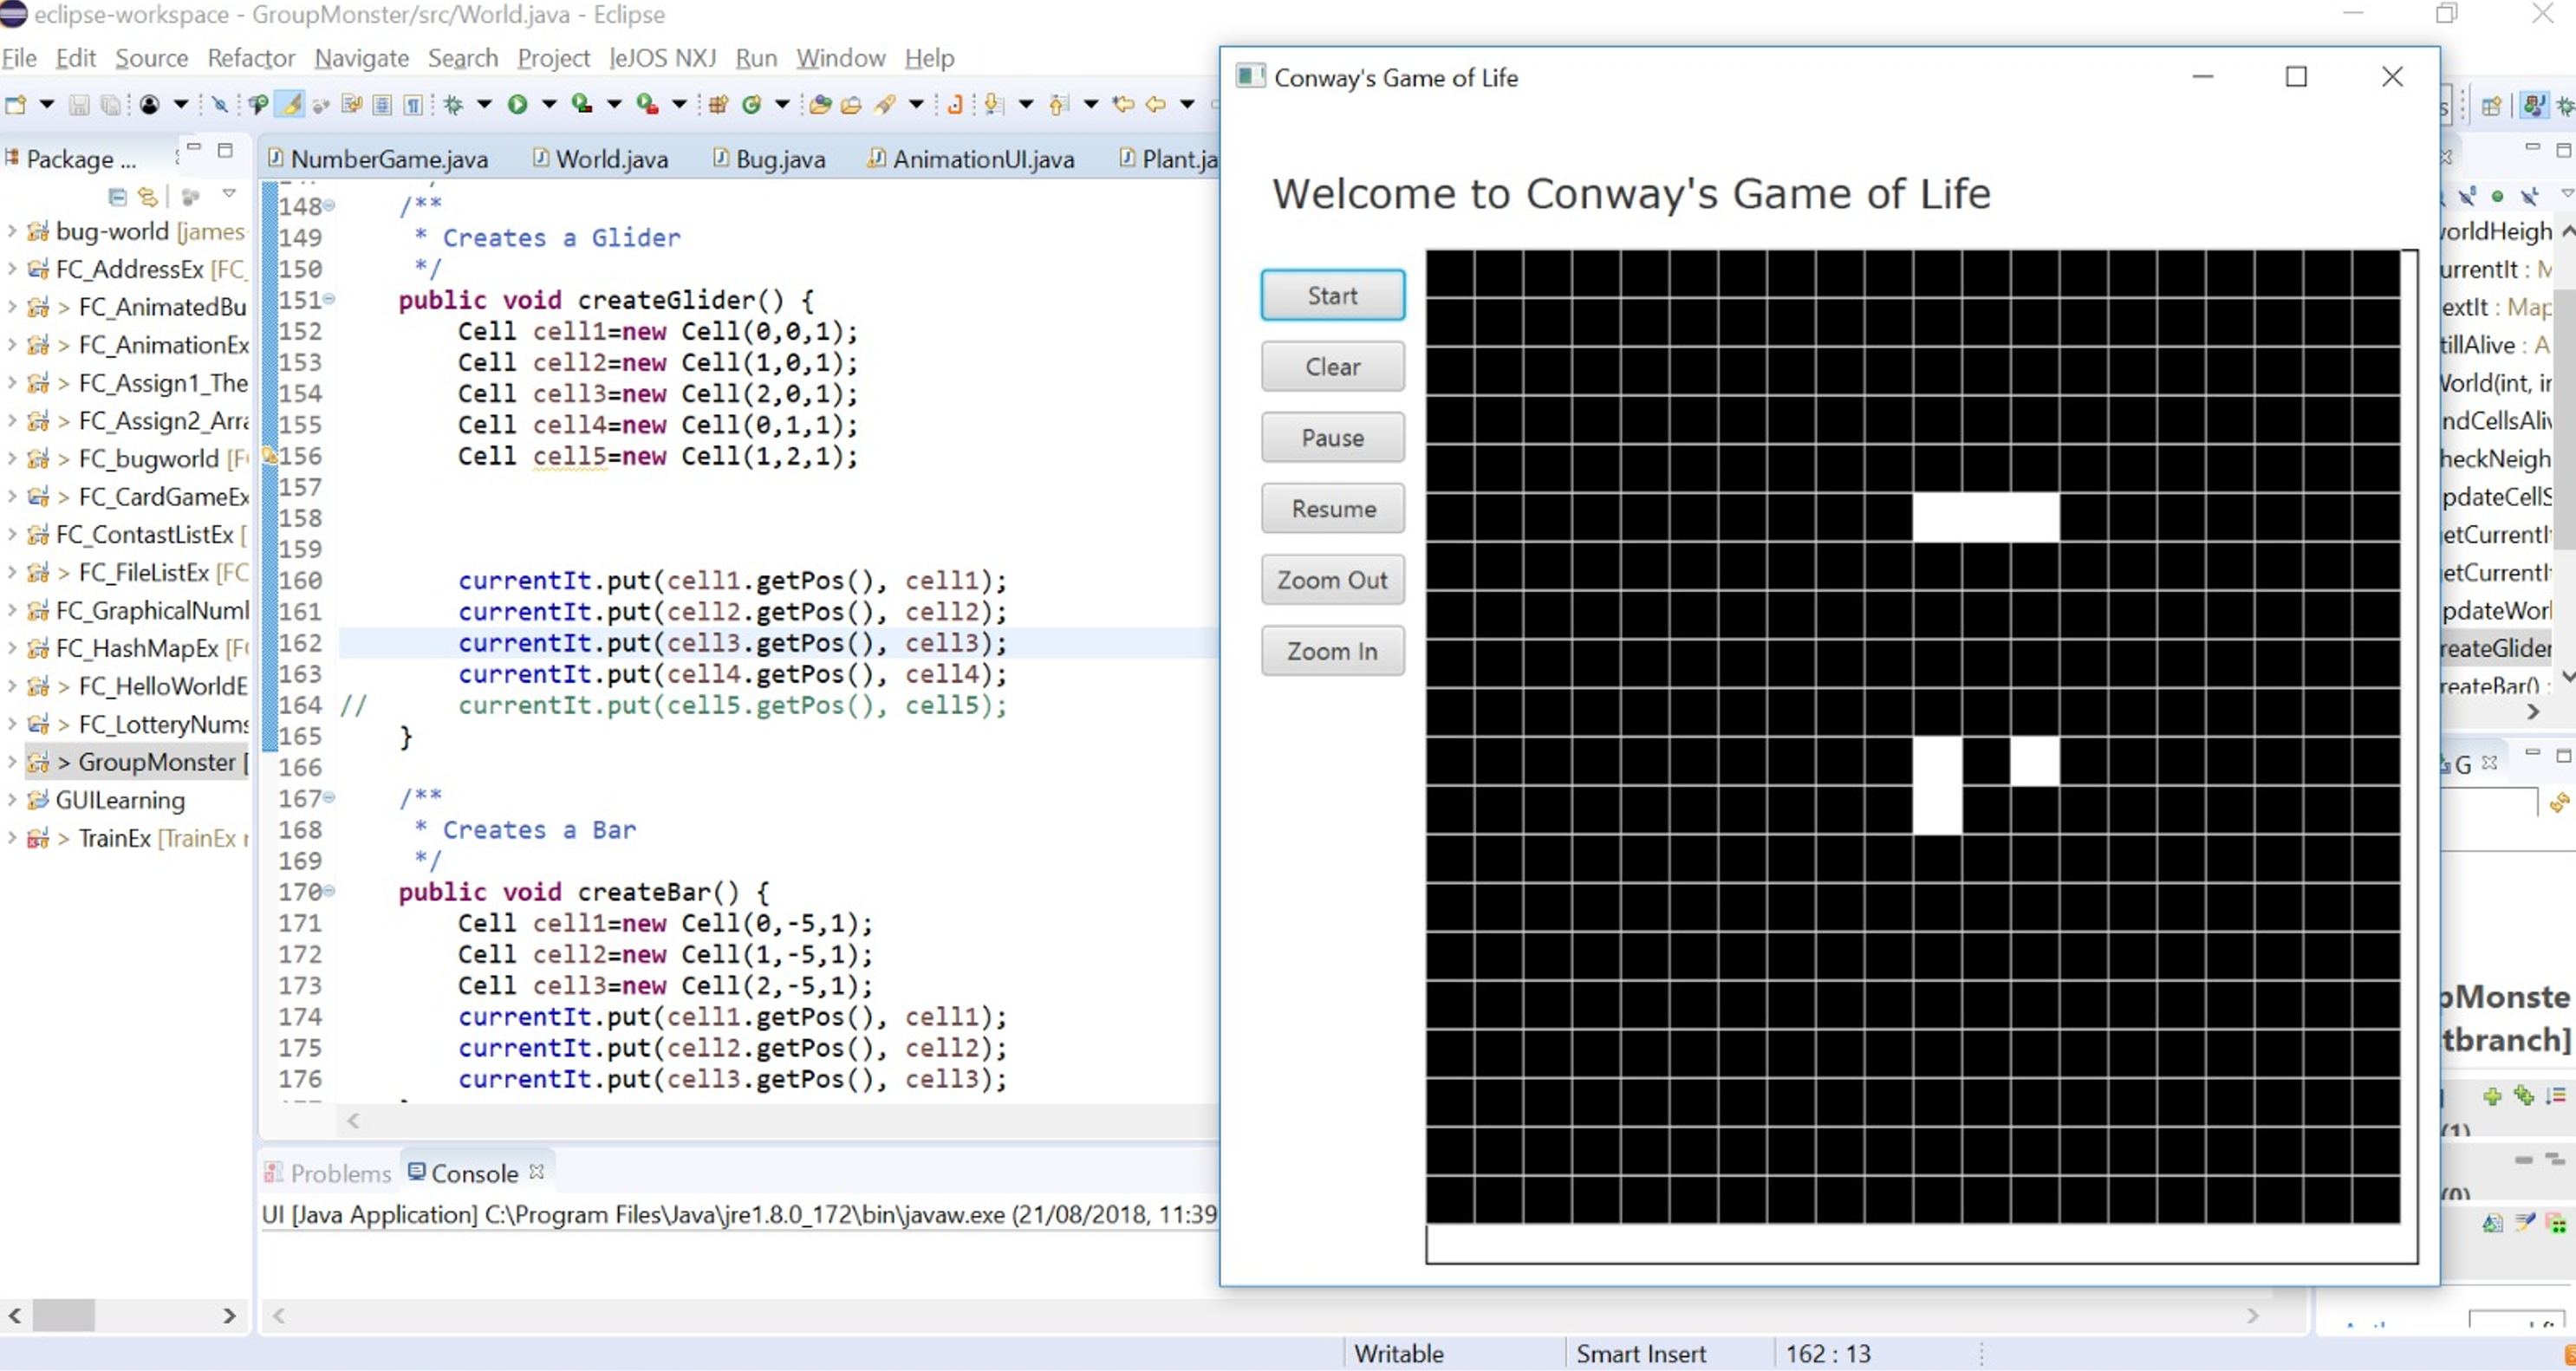 eclipse-workspace - GroupMonster/src/World.java - Eclipse
File Edit Source Refactor Navigate Search Project leJOS NXJ Run Window Help
Package ...
NumberGame.java World.java Bug.java AnimationUI.java Plant.ja
bug-world [james
FC_AddressEx [FC_
> FC_AnimatedBu
> FC_AnimationEx
> FC_Assign1_The
> FC_Assign2_Arra
> FC_bugworld [F
> FC_CardGameEx
FC_ContastListEx [
> FC_FileListEx [FC
FC_GraphicalNuml
FC_HashMapEx [F
> FC_HelloWorldE
> FC_LotteryNums
> GroupMonster [
GUILearning
> TrainEx [TrainEx r
148 /**
149 * Creates a Glider
150 */
151 public void createGlider() {
152 Cell cell1=new Cell(0,0,1);
153 Cell cell2=new Cell(1,0,1);
154 Cell cell3=new Cell(2,0,1);
155 Cell cell4=new Cell(0,1,1);
156 Cell cell5=new Cell(1,2,1);
157
158
159
160 currentIt.put(cell1.getPos(), cell1);
161 currentIt.put(cell2.getPos(), cell2);
162 currentIt.put(cell3.getPos(), cell3);
163 currentIt.put(cell4.getPos(), cell4);
164 // currentIt.put(cell5.getPos(), cell5);
165 }
166
167 /**
168 * Creates a Bar
169 */
170 public void createBar() {
171 Cell cell1=new Cell(0,-5,1);
172 Cell cell2=new Cell(1,-5,1);
173 Cell cell3=new Cell(2,-5,1);
174 currentIt.put(cell1.getPos(), cell1);
175 currentIt.put(cell2.getPos(), cell2);
176 currentIt.put(cell3.getPos(), cell3);
Problems Console
UI [Java Application] C:\Program Files\Java\jre1.8.0_172\bin\javaw.exe (21/08/2018, 11:39
Conway's Game of Life
Welcome to Conway's Game of Life
Start
Clear
Pause
Resume
Zoom Out
Zoom In
orldHeigh
urrentIt : M
extIt : Map
tillAlive : A
World(int, ir
ndCellsAliv
heckNeigh
pdateCellS
etCurrentI
etCurrentI
pdateWorl
reateGlider
reateBar() :
G
pMonste
tbranch]
(1)
(0)
Writable Smart Insert 162 : 13